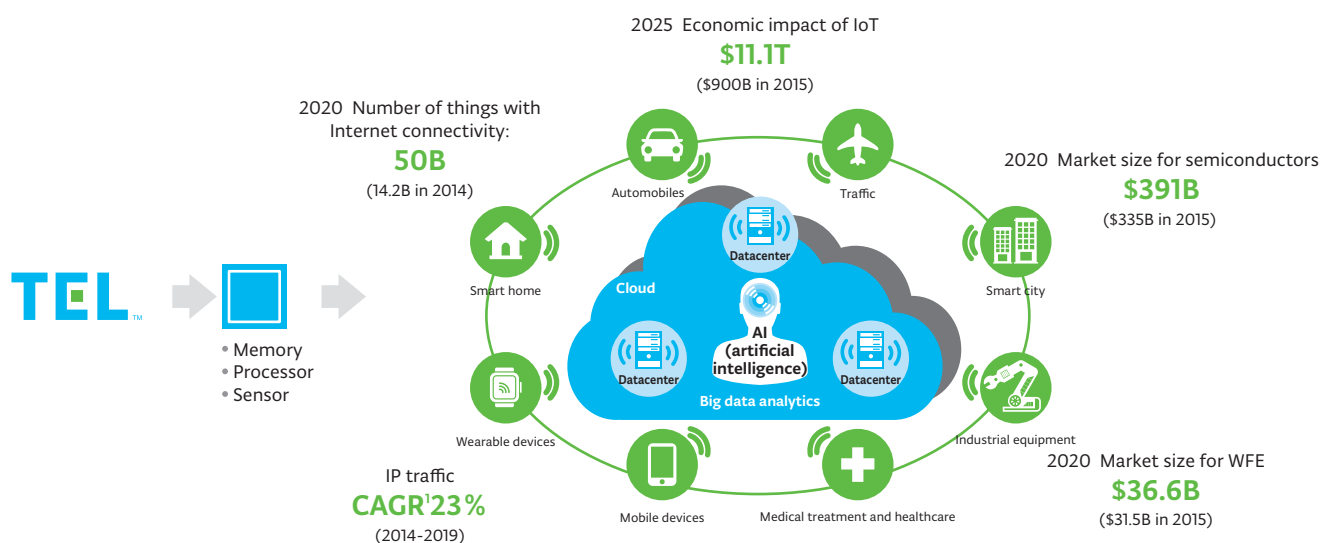 2025 Economic impact of IoT
$11.1T
($900B in 2015)
2020 Number of things with
Internet connectivity:
50B
(14.2B in 2014)
Automobiles
Traffic
2020 Market size for semiconductors
$391B
($335B in 2015)
Datacenter
Cloud
Smart home
Smart city
TEL™
• Memory
• Processor
• Sensor
AI
(artificial
intelligence)
Datacenter
Datacenter
Big data analytics
Wearable devices
Industrial equipment
IP traffic
CAGR¹23%
(2014-2019)
Mobile devices
Medical treatment and healthcare
2020 Market size for WFE
$36.6B
($31.5B in 2015)